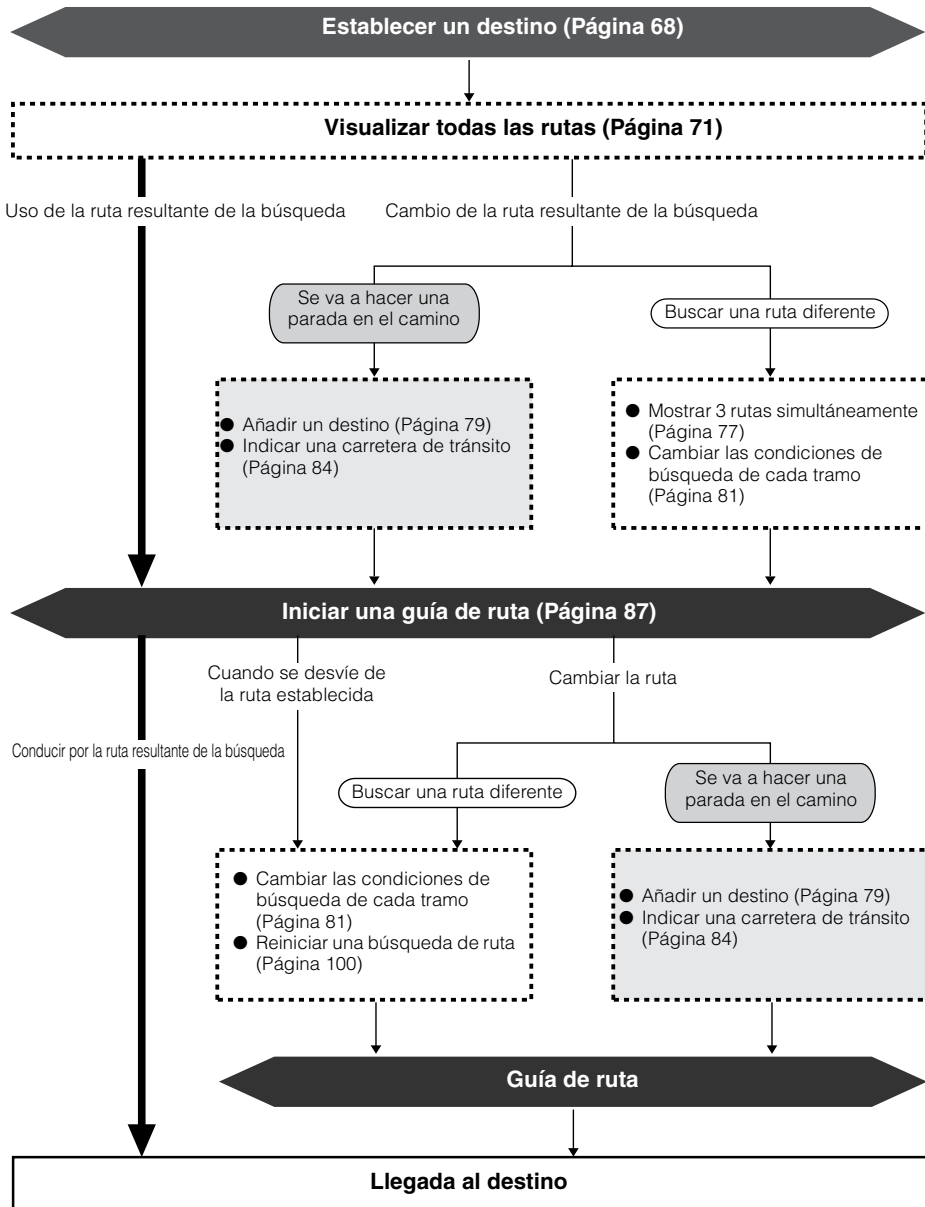 Establecer un destino (Página 68)
Visualizar todas las rutas (Página 71)
Uso de la ruta resultante de la búsqueda
Cambio de la ruta resultante de la búsqueda
Se va a hacer una
parada en el camino
Buscar una ruta diferente
● Añadir un destino (Página 79)
● Indicar una carretera de tránsito
(Página 84)
● Mostrar 3 rutas simultáneamente
(Página 77)
● Cambiar las condiciones de
búsqueda de cada tramo
(Página 81)
Iniciar una guía de ruta (Página 87)
Cuando se desvíe de
la ruta establecida
Cambiar la ruta
Conducir por la ruta resultante de la búsqueda
Buscar una ruta diferente
Se va a hacer una
parada en el camino
● Cambiar las condiciones de
búsqueda de cada tramo
(Página 81)
● Reiniciar una búsqueda de ruta
(Página 100)
● Añadir un destino (Página 79)
● Indicar una carretera de tránsito
(Página 84)
Guía de ruta
Llegada al destino